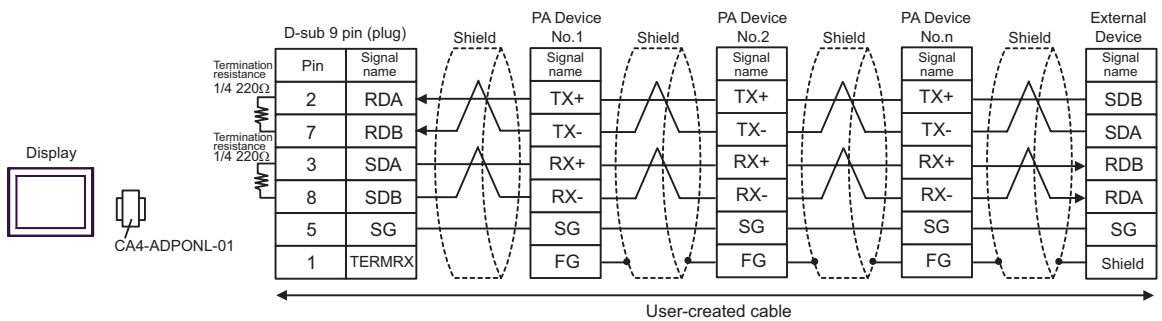 Display
CA4-ADPONL-01
Termination
resistance
1/4 220Ω
Termination
resistance
1/4 220Ω
D-sub 9 pin (plug)
Pin Signal name
2 RDA
7 RDB
3 SDA
8 SDB
5 SG
1 TERMRX
Shield
PA Device
No.1
Signal
name
TX+
TX-
RX+
RX-
SG
FG
Shield
PA Device
No.2
Signal
name
TX+
TX-
RX+
RX-
SG
FG
Shield
PA Device
No.n
Signal
name
TX+
TX-
RX+
RX-
SG
FG
Shield
External
Device
Signal
name
SDB
SDA
RDB
RDA
SG
Shield
User-created cable